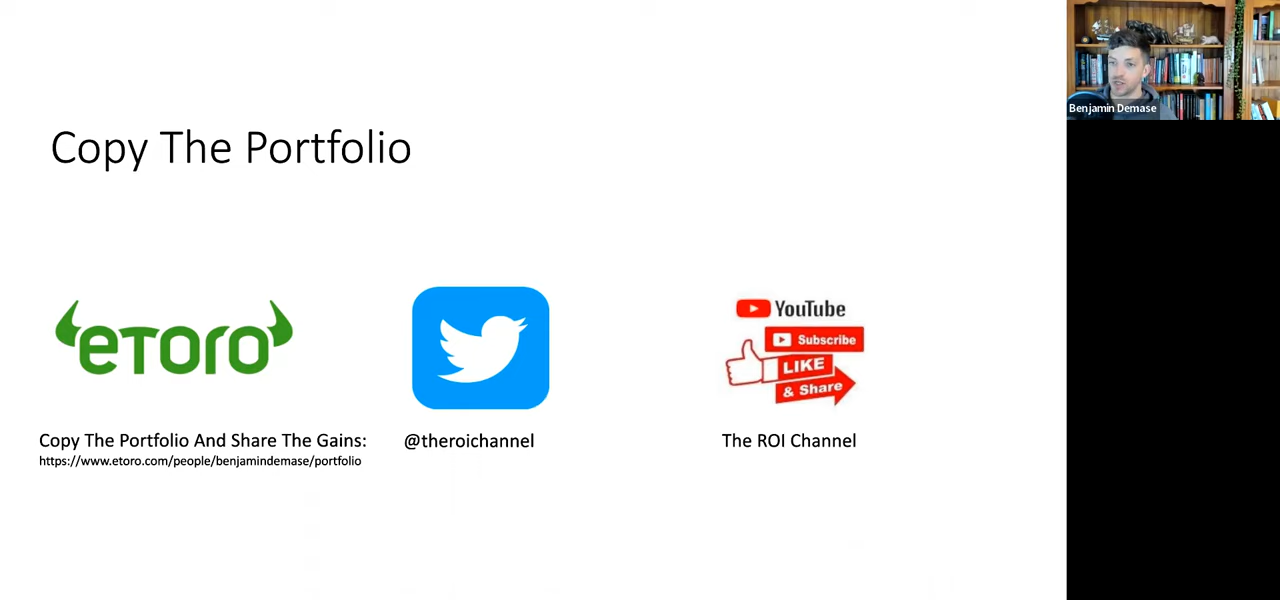 Benjamin Demase
Copy The Portfolio
eTORO
YouTube
Subscribe
LIKE
& Share
Copy The Portfolio And Share The Gains:
https://www.etoro.com/people/benjamindemase/portfolio
@theroichannel
The ROI Channel